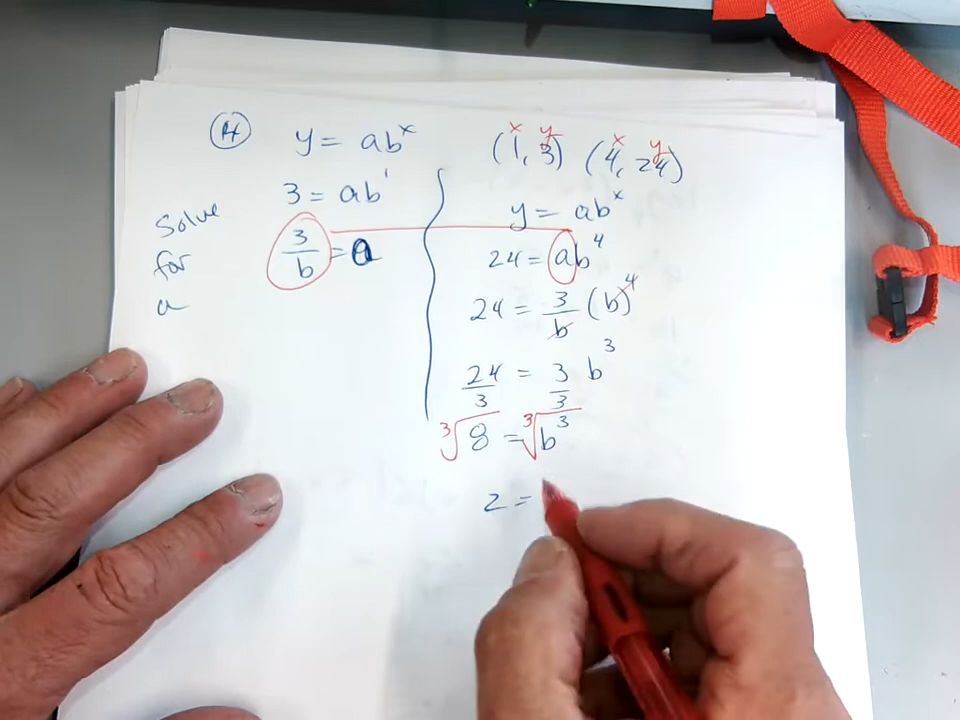 A y = ab^x (1, 3) (4, 24)
x y x y
3 = ab^1
Solve for a
3/b = a
y = ab^x
24 = ab^4
24 = 3/b (b)^4
24/3 = 3/3 b^3
∛8 = ∛b^3
2 =